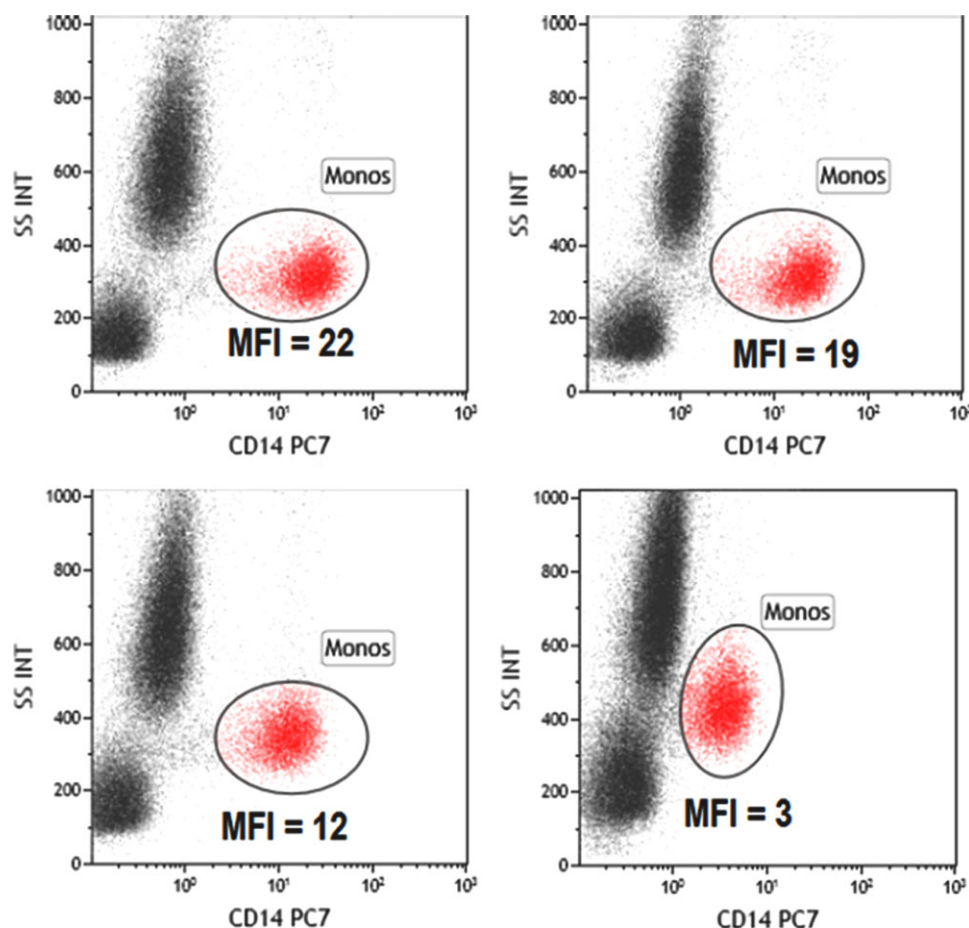 1000
800
600
400
200
0
SS INT
Monos
MFI = 22
10⁰ 10¹ 10² 10³
CD14 PC7
1000
800
600
400
200
0
SS INT
Monos
MFI = 19
10⁰ 10¹ 10² 10³
CD14 PC7
1000
800
600
400
200
0
SS INT
Monos
MFI = 12
10⁰ 10¹ 10² 10³
CD14 PC7
1000
800
600
400
200
0
SS INT
Monos
MFI = 3
10⁰ 10¹ 10² 10³
CD14 PC7